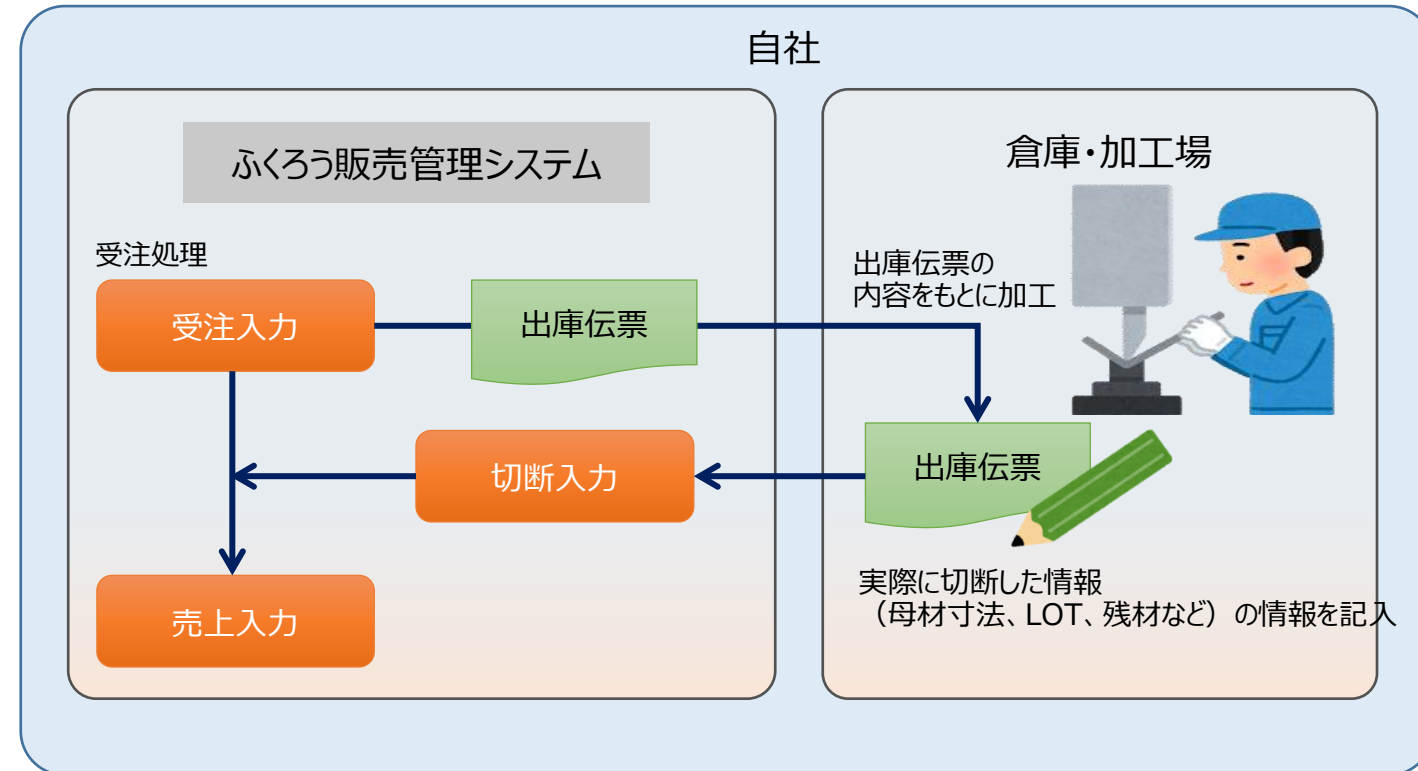 自社
ふくろう販売管理システム
受注処理
受注入力
出庫伝票
切断入力
売上入力
倉庫・加工場
出庫伝票の
内容をもとに加工
出庫伝票
実際に切断した情報
（母材寸法、LOT、残材など）の情報を記入